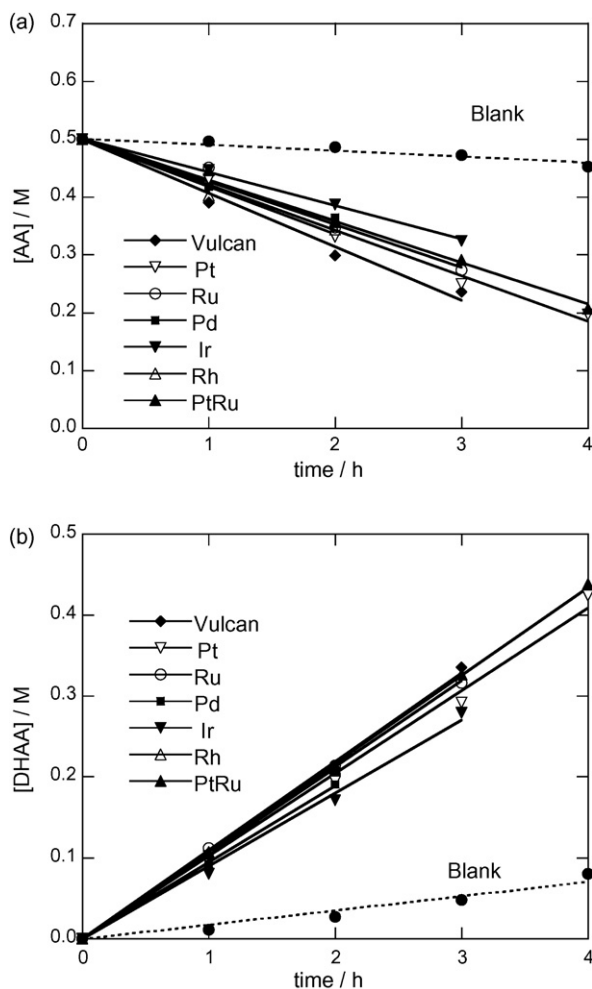 (a)
0.7
0.6
0.5
0.4
0.3
0.2
0.1
0.0
[AA] / M
Blank
Vulcan
Pt
Ru
Pd
Ir
Rh
PtRu
0 1 2 3 4
time / h
(b)
0.5
0.4
0.3
0.2
0.1
0.0
[DHAA] / M
Vulcan
Pt
Ru
Pd
Ir
Rh
PtRu
Blank
0 1 2 3 4
time / h